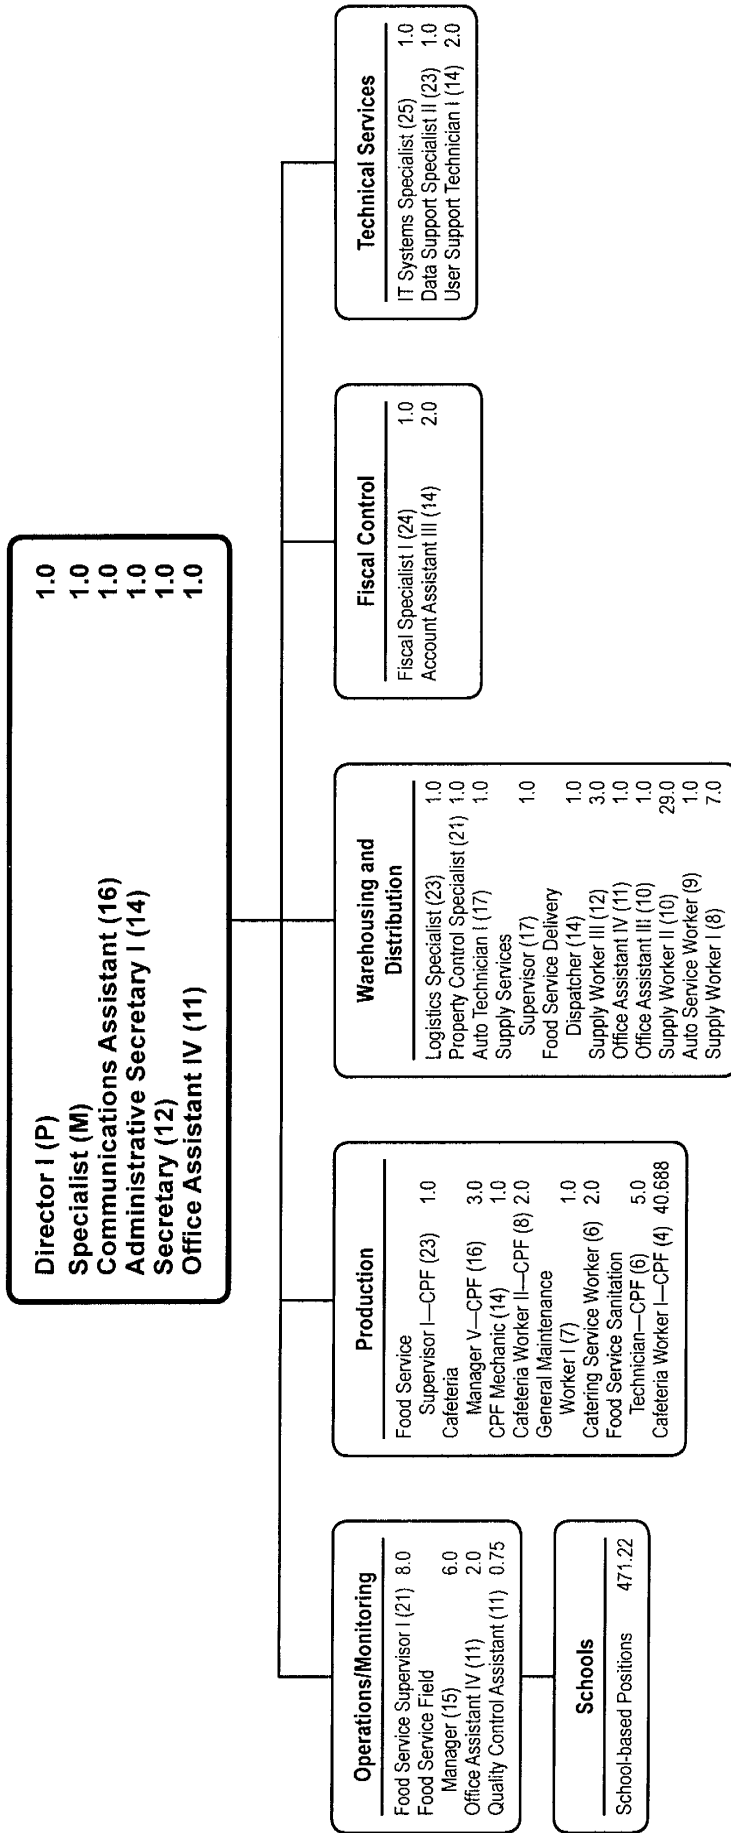 Director I (P) 1.0
Specialist (M) 1.0
Communications Assistant (16) 1.0
Administrative Secretary I (14) 1.0
Secretary (12) 1.0
Office Assistant IV (11) 1.0
Operations/Monitoring
Food Service Supervisor I (21) 8.0
Food Service Field
Manager (15) 6.0
Office Assistant IV (11) 2.0
Quality Control Assistant (11) 0.75
Schools
School-based Positions 471.22
Production
Food Service
Supervisor I—CPF (23) 1.0
Cafeteria
Manager V—CPF (16) 3.0
CPF Mechanic (14) 1.0
Cafeteria Worker II—CPF (8) 2.0
General Maintenance
Worker I (7) 1.0
Catering Service Worker (6) 2.0
Food Service Sanitation
Technician—CPF (6) 5.0
Cafeteria Worker I—CPF (4) 40.688
Warehousing and
Distribution
Logistics Specialist (23) 1.0
Property Control Specialist (21) 1.0
Auto Technician I (17) 1.0
Supply Services
Supervisor (17) 1.0
Food Service Delivery
Dispatcher (14) 1.0
Supply Worker III (12) 3.0
Office Assistant IV (11) 1.0
Office Assistant III (10) 1.0
Supply Worker II (10) 29.0
Auto Service Worker (9) 1.0
Supply Worker I (8) 7.0
Fiscal Control
Fiscal Specialist I (24) 1.0
Account Assistant III (14) 2.0
Technical Services
IT Systems Specialist (25) 1.0
Data Support Specialist II (23) 1.0
User Support Technician I (14) 2.0